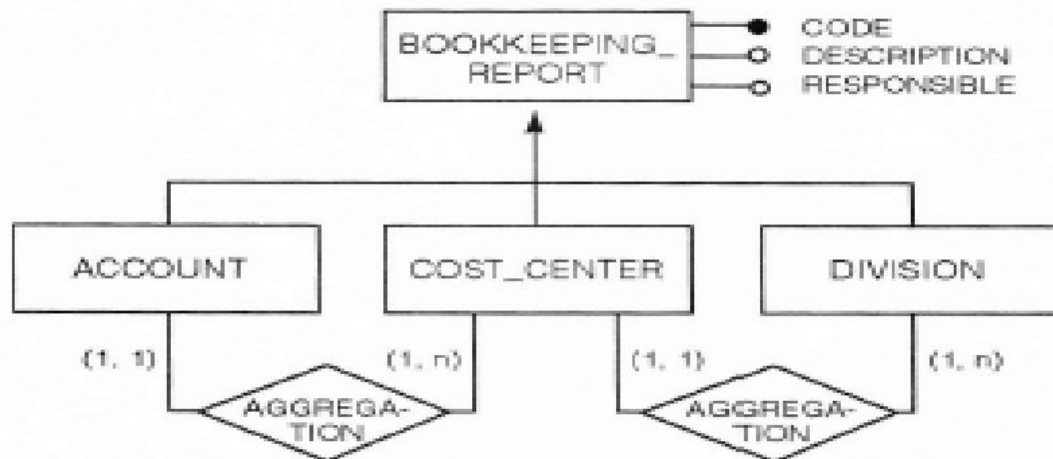 BOOKKEEPING_
REPORT
CODE
DESCRIPTION
RESPONSIBLE
ACCOUNT
COST_CENTER
DIVISION
(1, 1)
(1, n)
(1, 1)
(1, n)
AGGREGA-
TION
AGGREGA-
TION